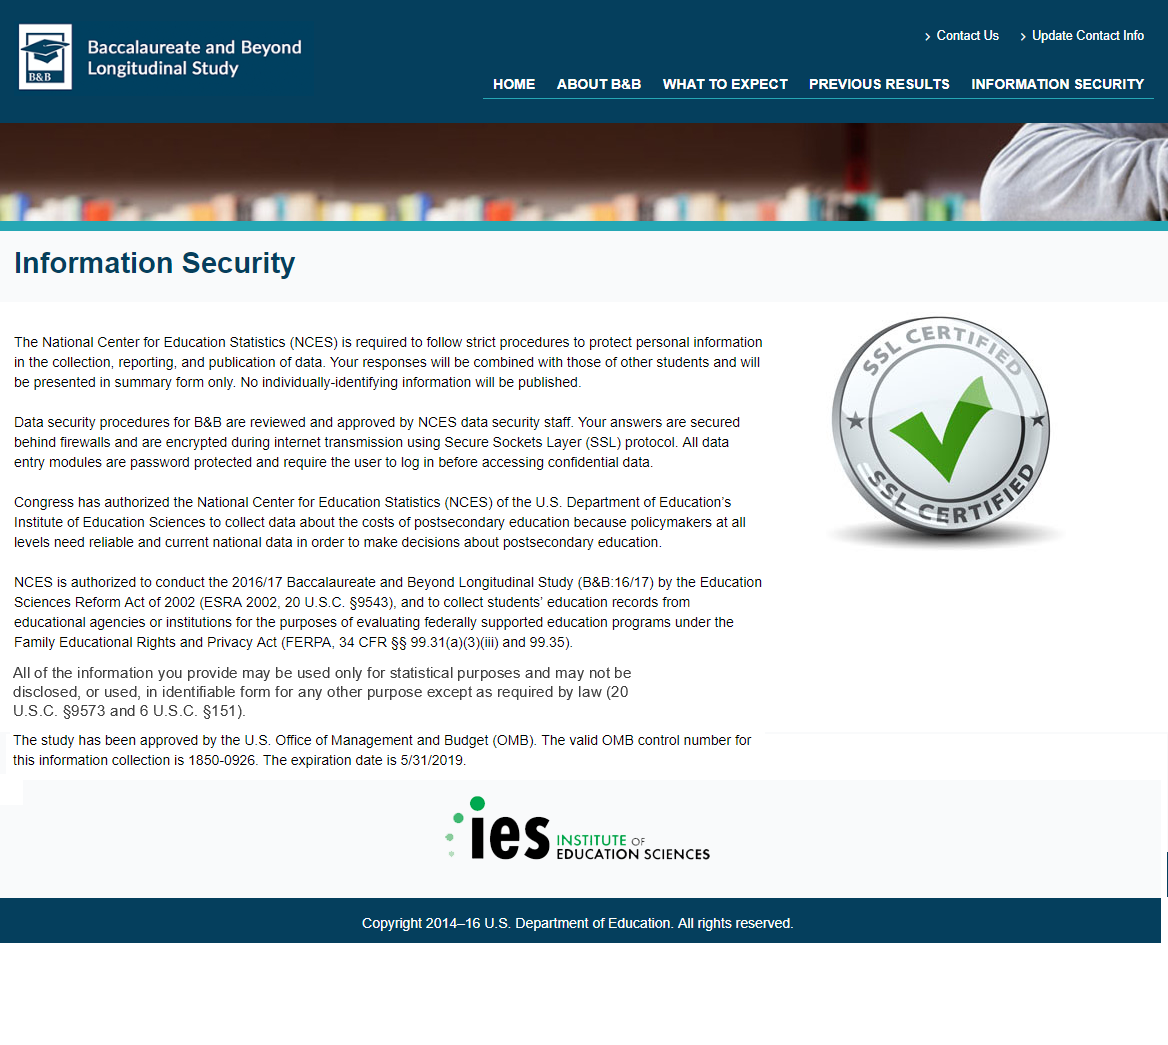 B&B
Baccalaureate and Beyond
Longitudinal Study
Contact Us
Update Contact Info
HOME ABOUT B&B WHAT TO EXPECT PREVIOUS RESULTS INFORMATION SECURITY
Information Security
The National Center for Education Statistics (NCES) is required to follow strict procedures to protect personal information
in the collection, reporting, and publication of data. Your responses will be combined with those of other students and will
be presented in summary form only. No individually-identifying information will be published.
Data security procedures for B&B are reviewed and approved by NCES data security staff. Your answers are secured
behind firewalls and are encrypted during internet transmission using Secure Sockets Layer (SSL) protocol. All data
entry modules are password protected and require the user to log in before accessing confidential data.
Congress has authorized the National Center for Education Statistics (NCES) of the U.S. Department of Education’s
Institute of Education Sciences to collect data about the costs of postsecondary education because policymakers at all
levels need reliable and current national data in order to make decisions about postsecondary education.
NCES is authorized to conduct the 2016/17 Baccalaureate and Beyond Longitudinal Study (B&B:16/17) by the Education
Sciences Reform Act of 2002 (ESRA 2002, 20 U.S.C. §9543), and to collect students’ education records from
educational agencies or institutions for the purposes of evaluating federally supported education programs under the
Family Educational Rights and Privacy Act (FERPA, 34 CFR §§ 99.31(a)(3)(iii) and 99.35).
All of the information you provide may be used only for statistical purposes and may not be
disclosed, or used, in identifiable form for any other purpose except as required by law (20
U.S.C. §9573 and 6 U.S.C. §151).
The study has been approved by the U.S. Office of Management and Budget (OMB). The valid OMB control number for
this information collection is 1850-0926. The expiration date is 5/31/2019.
SSL CERTIFIED
SSL CERTIFIED
ies INSTITUTE OF
EDUCATION SCIENCES
Copyright 2014–16 U.S. Department of Education. All rights reserved.